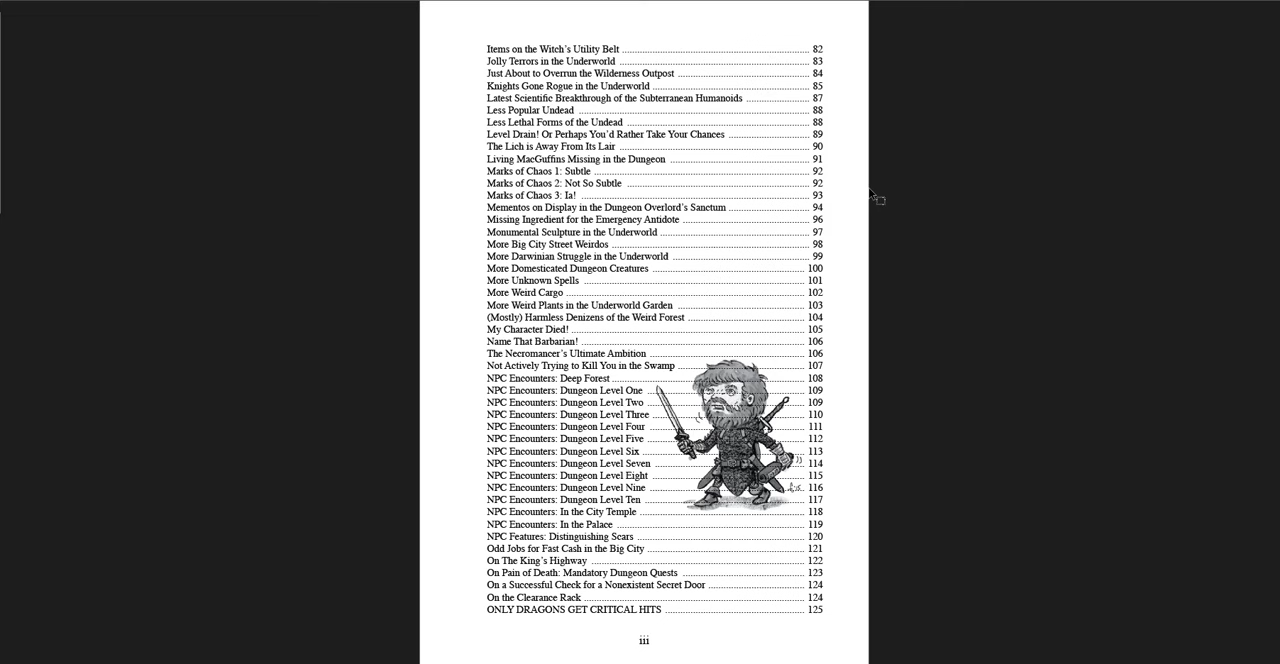 Items on the Witch's Utility Belt ........ 82
Jolly Terrors in the Underworld ........ 83
Just About to Overrun the Wilderness Outpost ........ 84
Knights Gone Rogue in the Underworld ........ 85
Latest Scientific Breakthrough of the Subterranean Humanoids ........ 87
Less Popular Undead ........ 88
Less Lethal Forms of the Undead ........ 88
Level Drain! Or Perhaps You'd Rather Take Your Chances ........ 89
The Lich is Away From Its Lair ........ 90
Living MacGuffins Missing in the Dungeon ........ 91
Marks of Chaos 1: Subtle ........ 92
Marks of Chaos 2: Not So Subtle ........ 92
Marks of Chaos 3: Ia! ........ 93
Mementos on Display in the Dungeon Overlord's Sanctum ........ 94
Missing Ingredient for the Emergency Antidote ........ 96
Monumental Sculpture in the Underworld ........ 97
More Big City Street Weirdos ........ 98
More Darwinian Struggle in the Underworld ........ 99
More Domesticated Dungeon Creatures ........ 100
More Unknown Spells ........ 101
More Weird Cargo ........ 102
More Weird Plants in the Underworld Garden ........ 103
(Mostly) Harmless Denizens of the Weird Forest ........ 104
My Character Died! ........ 105
Name That Barbarian! ........ 106
The Necromancer's Ultimate Ambition ........ 106
Not Actively Trying to Kill You in the Swamp ........ 107
NPC Encounters: Deep Forest ........ 108
NPC Encounters: Dungeon Level One ........ 109
NPC Encounters: Dungeon Level Two ........ 109
NPC Encounters: Dungeon Level Three ........ 110
NPC Encounters: Dungeon Level Four ........ 111
NPC Encounters: Dungeon Level Five ........ 112
NPC Encounters: Dungeon Level Six ........ 113
NPC Encounters: Dungeon Level Seven ........ 114
NPC Encounters: Dungeon Level Eight ........ 115
NPC Encounters: Dungeon Level Nine ........ 116
NPC Encounters: Dungeon Level Ten ........ 117
NPC Encounters: In the City Temple ........ 118
NPC Encounters: In the Palace ........ 119
NPC Features: Distinguishing Scars ........ 120
Odd Jobs for Fast Cash in the Big City ........ 121
On The King's Highway ........ 122
On Pain of Death: Mandatory Dungeon Quests ........ 123
On a Successful Check for a Nonexistent Secret Door ........ 124
On the Clearance Rack ........ 124
ONLY DRAGONS GET CRITICAL HITS ........ 125
iii